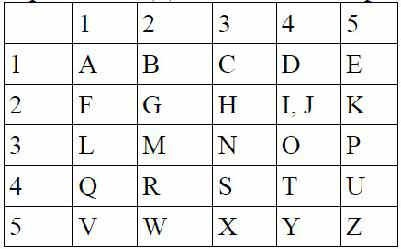 1 2 3 4 5
1 A B C D E
2 F G H I, J K
3 L M N O P
4 Q R S T U
5 V W X Y Z